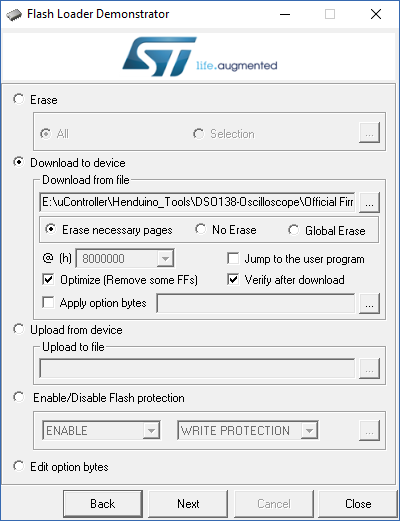 Flash Loader Demonstrator
ST life.augmented
Erase
All Selection ...
Download to device
Download from file
E:\uController\Henduino_Tools\DSO138-Oscilloscope\Official Firr ...
Erase necessary pages No Erase Global Erase
@ (h) 8000000 Jump to the user program
Optimize (Remove some FFs) Verify after download
Apply option bytes ...
Upload from device
Upload to file
...
Enable/Disable Flash protection
ENABLE WRITE PROTECTION ...
Edit option bytes
Back Next Cancel Close